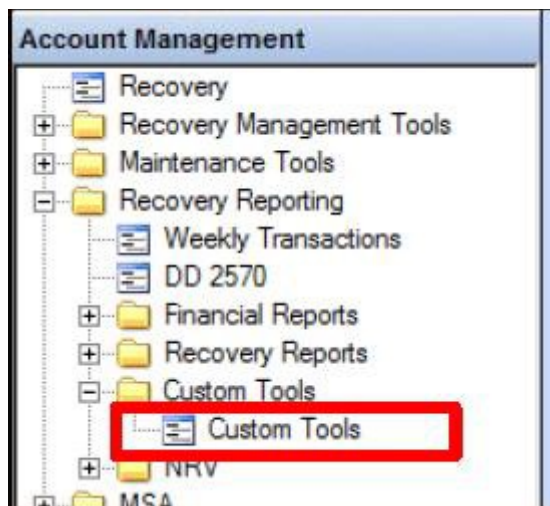 Account Management
Recovery
Recovery Management Tools
Maintenance Tools
Recovery Reporting
Weekly Transactions
DD 2570
Financial Reports
Recovery Reports
Custom Tools
Custom Tools
NRV
MSA